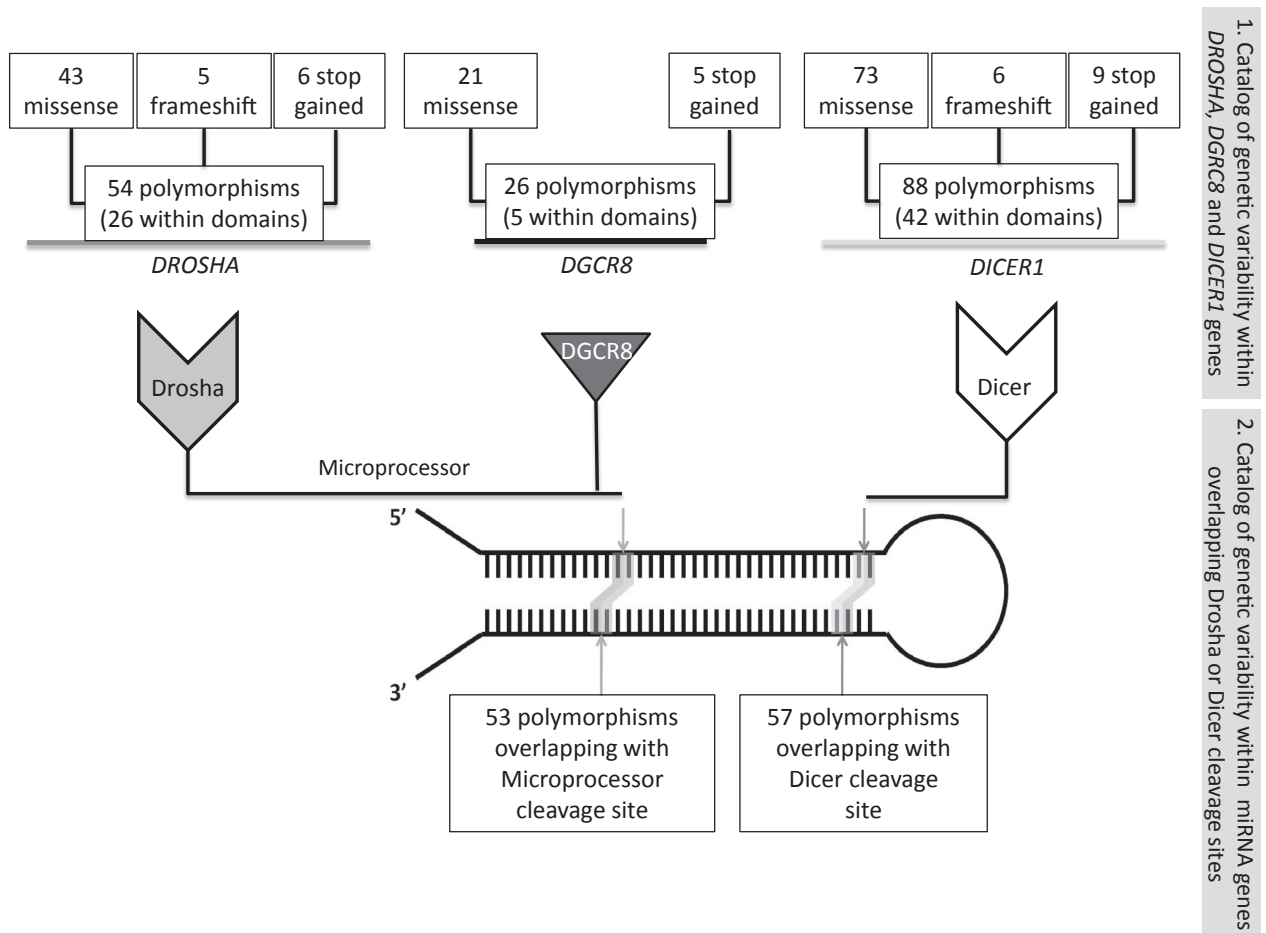 43
missense
5
frameshift
6 stop
gained
54 polymorphisms
(26 within domains)
DROSHA
21
missense
5 stop
gained
26 polymorphisms
(5 within domains)
DGCR8
73
missense
6
frameshift
9 stop
gained
88 polymorphisms
(42 within domains)
DICER1
Drosha
DGCR8
Dicer
Microprocessor
5'
3'
53 polymorphisms
overlapping with
Microprocessor
cleavage site
57 polymorphisms
overlapping with
Dicer cleavage
site
1. Catalog of genetic variability within
DROSHA, DGRC8 and DICER1 genes
2. Catalog of genetic variability within miRNA genes
overlapping Drosha or Dicer cleavage sites